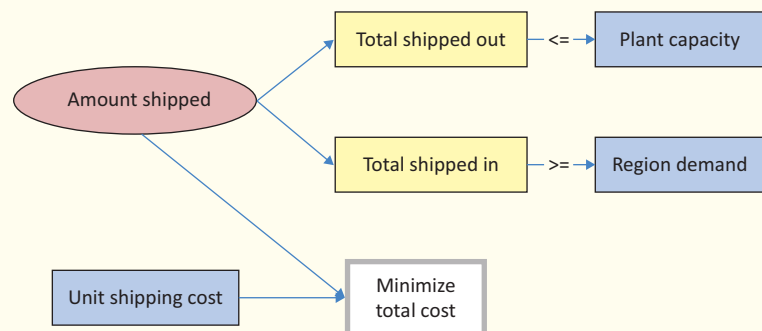 Total shipped out
<=
Plant capacity
Amount shipped
Total shipped in
>=
Region demand
Unit shipping cost
Minimize
total cost